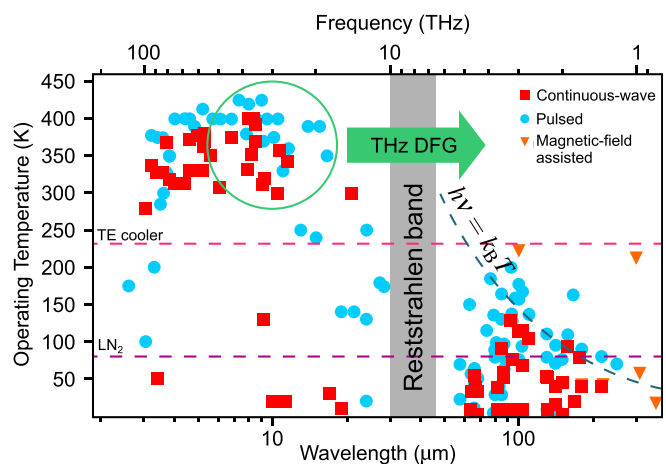 Frequency (THz)
100
10
1
Operating Temperature (K)
450
400
350
300
250
200
150
100
50
Continuous-wave
Pulsed
Magnetic-field
assisted
THz DFG
hν = k_BT
TE cooler
LN₂
Reststrahlen band
10
100
Wavelength (μm)